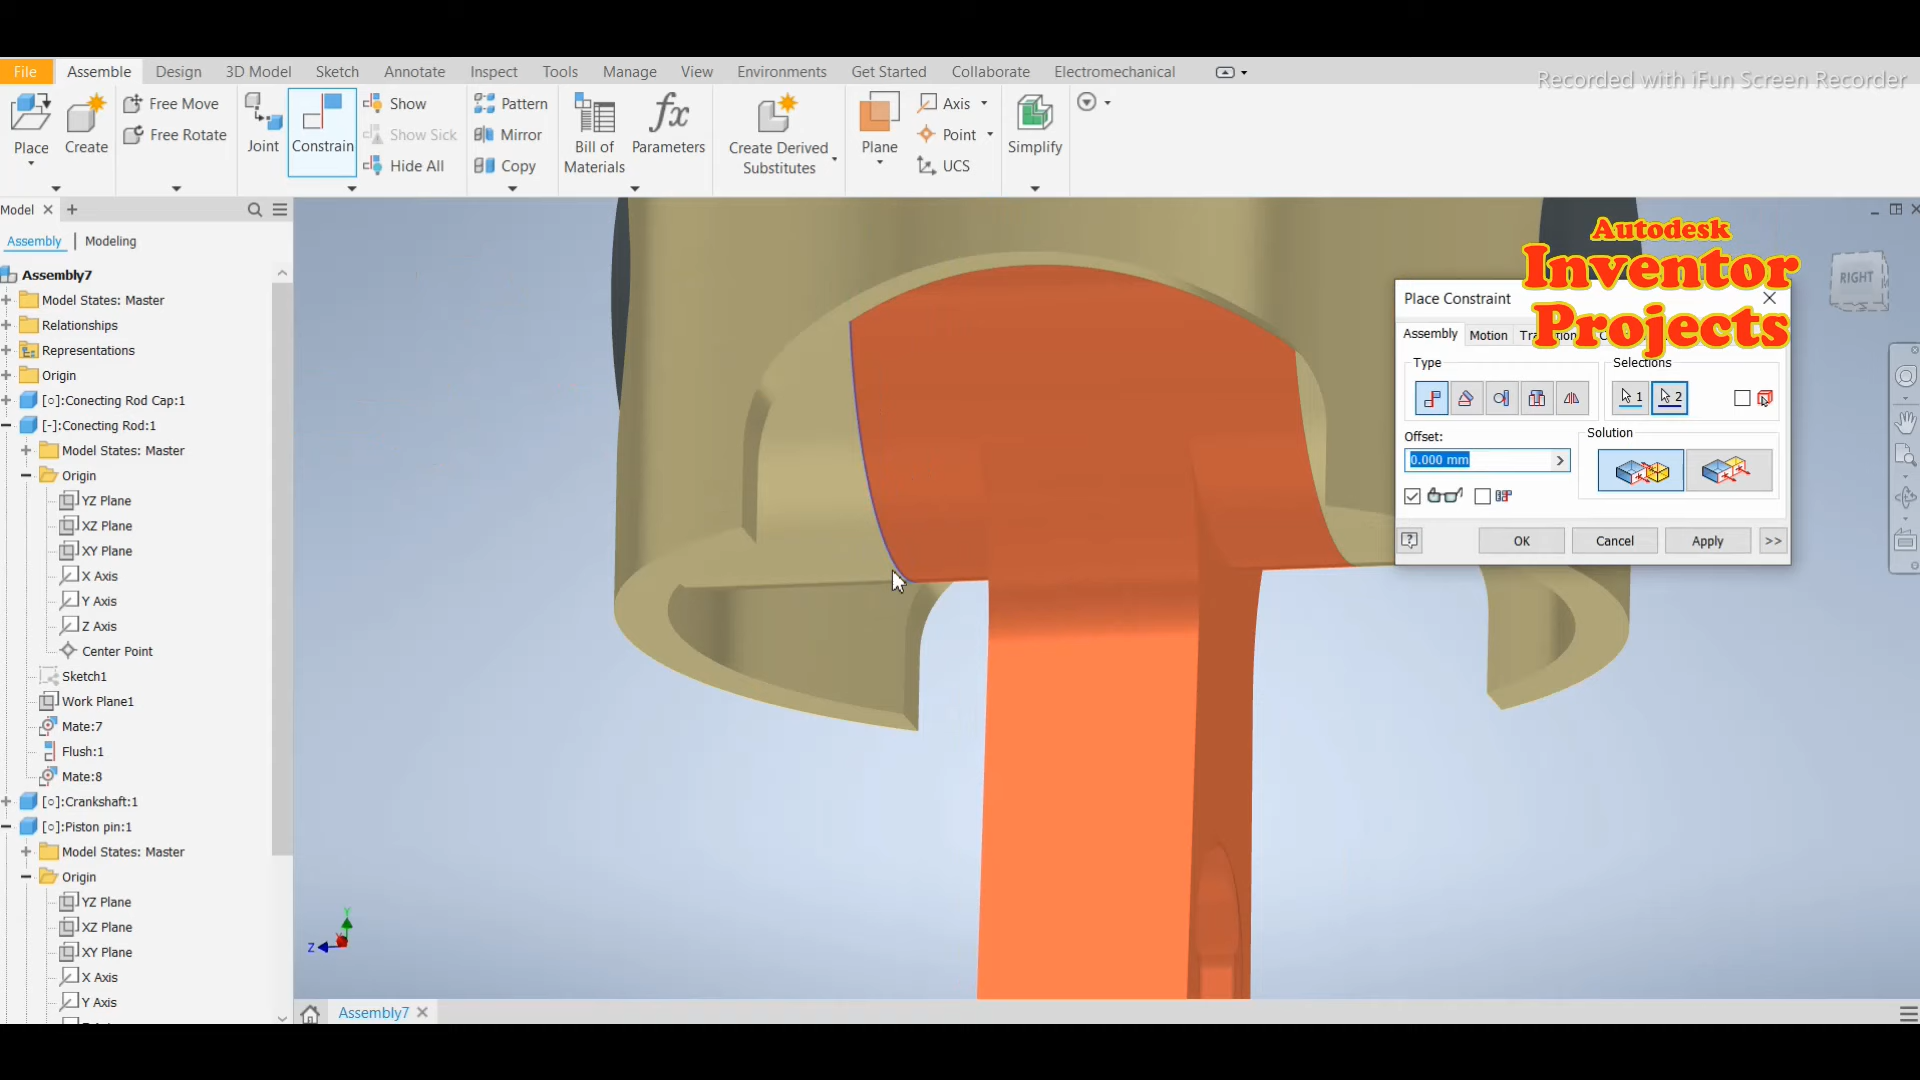 File Assemble Design 3D Model Sketch Annotate Inspect Tools Manage View Environments Get Started Collaborate Electromechanical
Recorded with iFun Screen Recorder
Place
Create
Free Move
Free Rotate
Joint
Constrain
Show
Show Sick
Hide All
Pattern
Mirror
Copy
Bill of
Materials
fx
Parameters
Create Derived
Substitutes
Plane
Axis
Point
UCS
Simplify
Model
Assembly | Modeling
Assembly7
Model States: Master
Relationships
Representations
Origin
[○]:Conecting Rod Cap:1
[-]:Conecting Rod:1
Model States: Master
Origin
YZ Plane
XZ Plane
XY Plane
X Axis
Y Axis
Z Axis
Center Point
Sketch1
Work Plane1
Mate:7
Flush:1
Mate:8
[○]:Crankshaft:1
[○]:Piston pin:1
Model States: Master
Origin
YZ Plane
XZ Plane
XY Plane
X Axis
Y Axis
Autodesk
Inventor
Projects
RIGHT
Place Constraint
Assembly Motion
Type
Selections
1 2
Offset:
0.000 mm
Solution
OK Cancel Apply >>
Y
Z
Assembly7